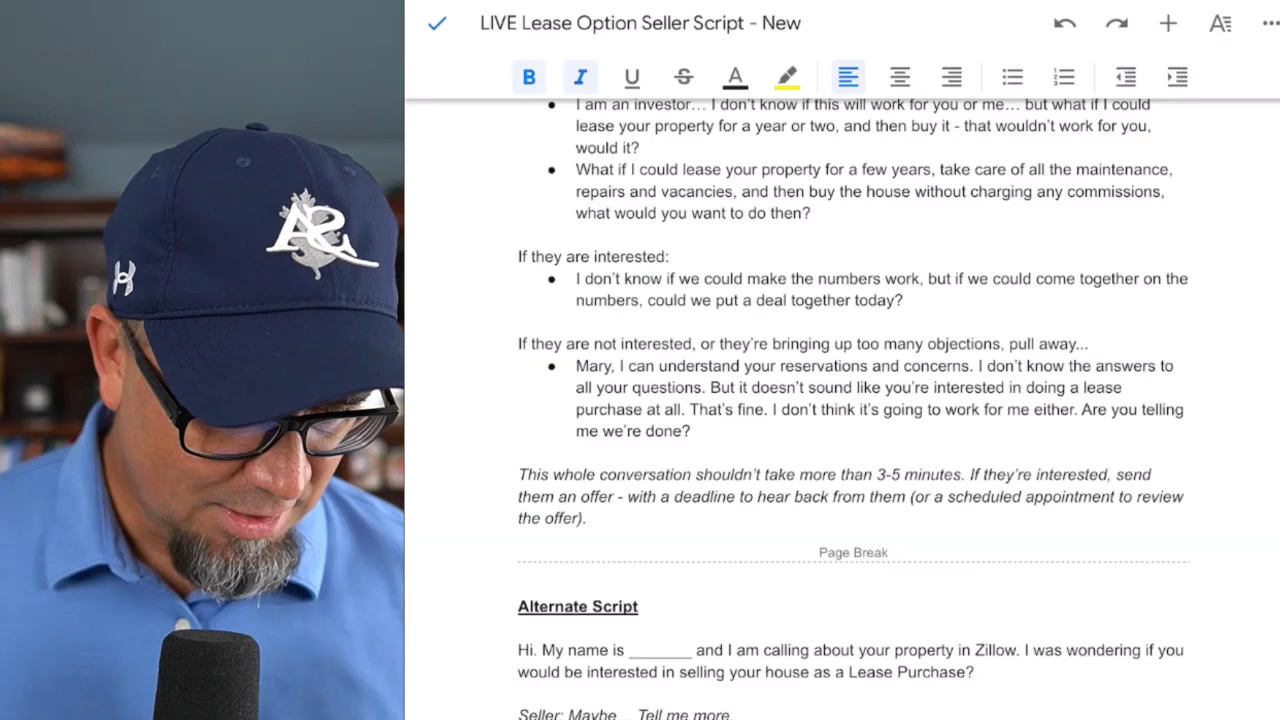 LIVE Lease Option Seller Script - New
B I U S A
• I am an investor… I don’t know if this will work for you or me… but what if I could
lease your property for a year or two, and then buy it - that wouldn’t work for you,
would it?
• What if I could lease your property for a few years, take care of all the maintenance,
repairs and vacancies, and then buy the house without charging any commissions,
what would you want to do then?
If they are interested:
• I don’t know if we could make the numbers work, but if we could come together on the
numbers, could we put a deal together today?
If they are not interested, or they’re bringing up too many objections, pull away...
• Mary, I can understand your reservations and concerns. I don’t know the answers to
all your questions. But it doesn’t sound like you’re interested in doing a lease
purchase at all. That’s fine. I don’t think it’s going to work for me either. Are you telling
me we’re done?
This whole conversation shouldn’t take more than 3-5 minutes. If they’re interested, send
them an offer - with a deadline to hear back from them (or a scheduled appointment to review
the offer).
Page Break
Alternate Script
Hi. My name is _______ and I am calling about your property in Zillow. I was wondering if you
would be interested in selling your house as a Lease Purchase?
Seller: Maybe… Tell me more.